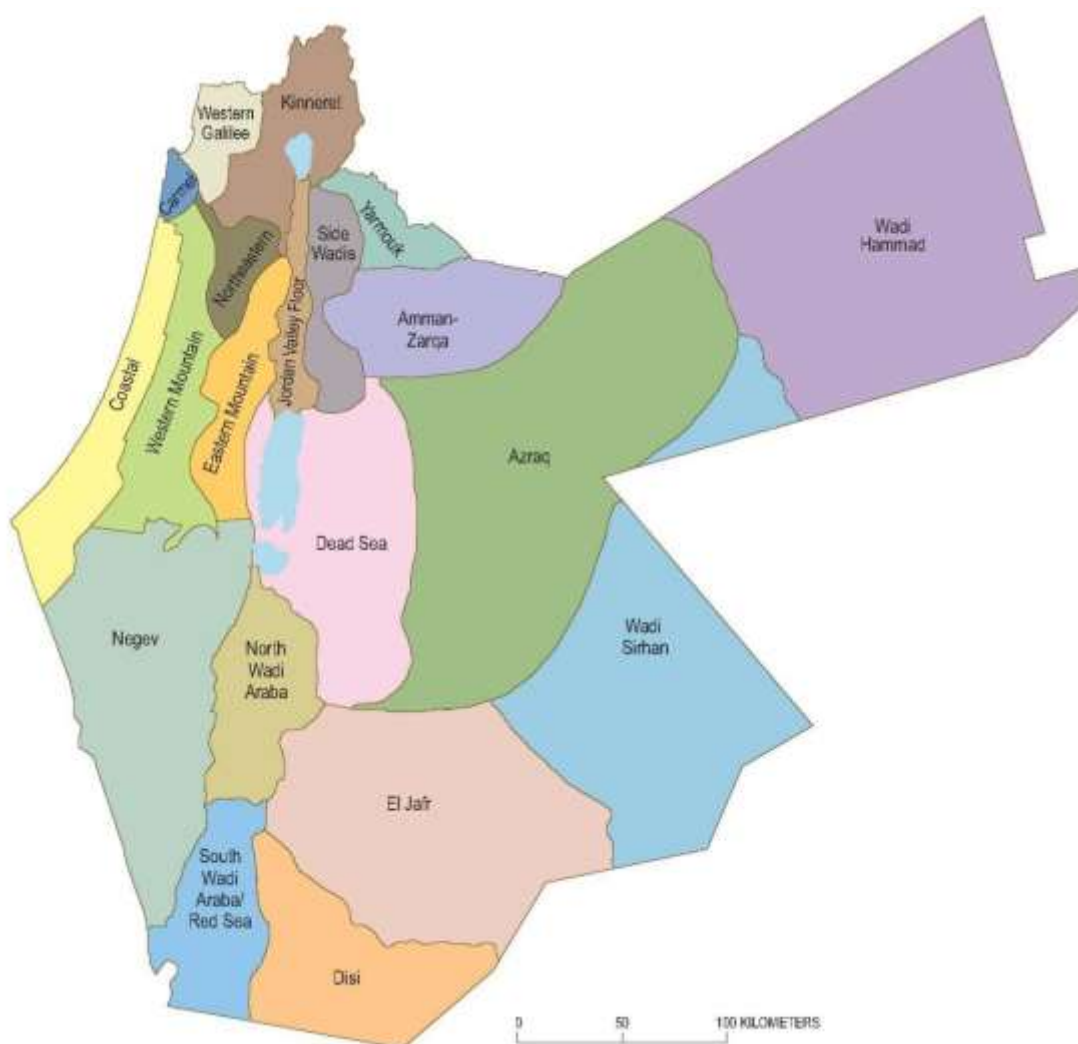 Kinneret
Western
Galilee
Carmel
Yarmouk
Side
Wadis
Wadi
Hammad
Northeastern
Amman-
Zarqa
Jordan Valley Floor
Coastal
Western Mountain
Eastern Mountain
Azraq
Dead Sea
Negev
North
Wadi
Araba
Wadi
Sirhan
El Jafr
South
Wadi
Araba/
Red Sea
Disi
0 50 100 KILOMETERS